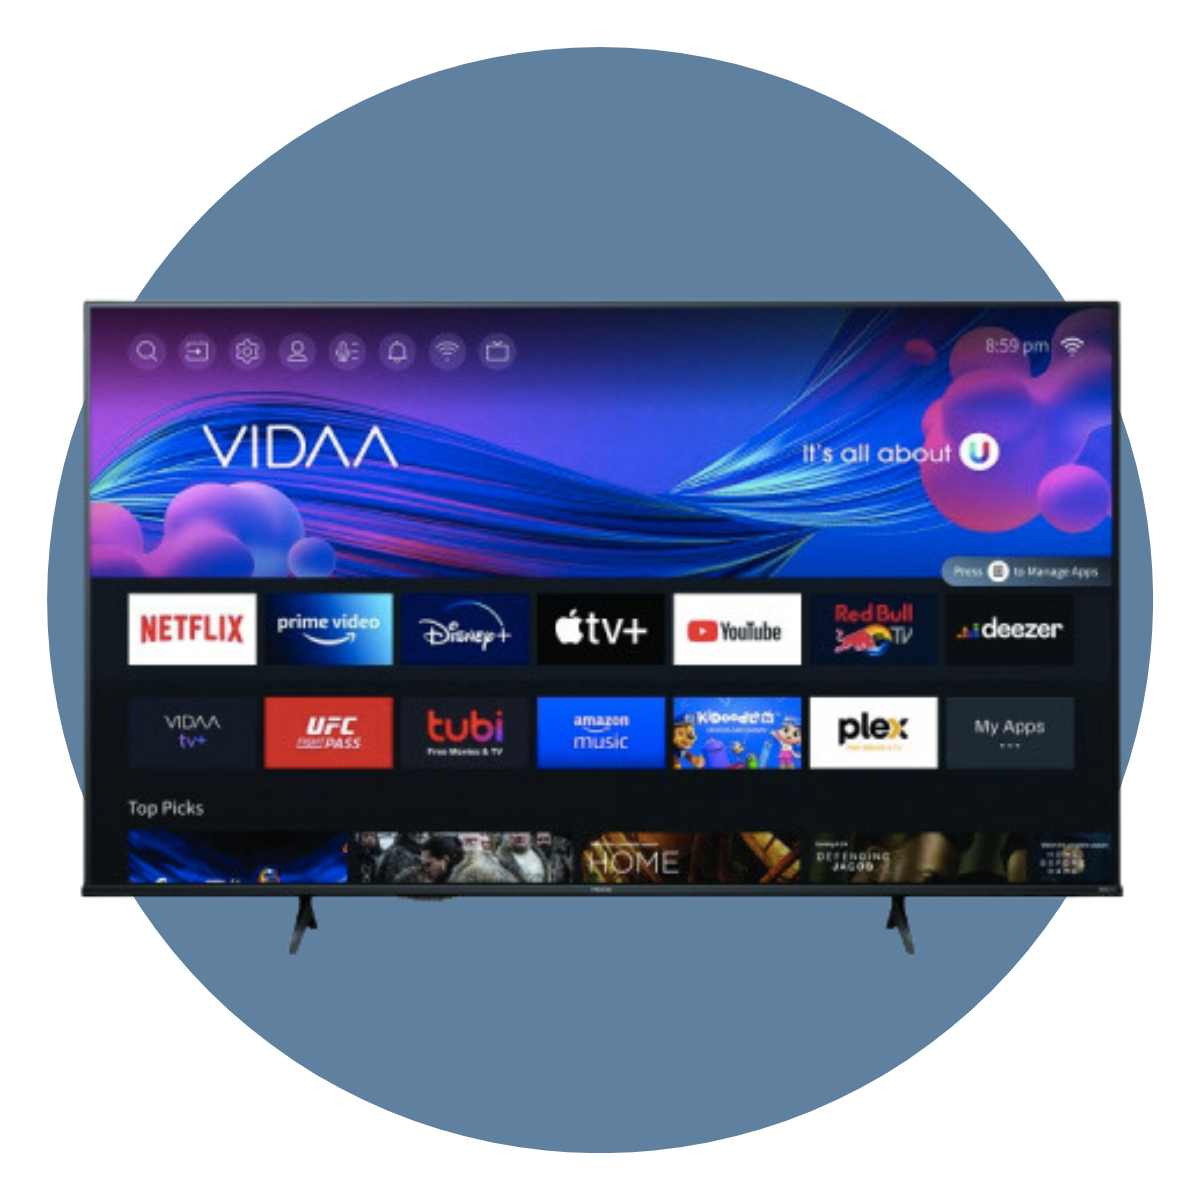 8:59 pm
VIDAA
it's all about U
Press to Manage Apps
NETFLIX
prime video
Disney+
tv+
YouTube
Red Bull
TV
deezer
VIDAA
tv+
UFC
FIGHT PASS
tubi
Free Movies & TV
amazon
music
Kidoodle
plex
My Apps
Top Picks
HOME
DEFENDING
JACOB
Hisense